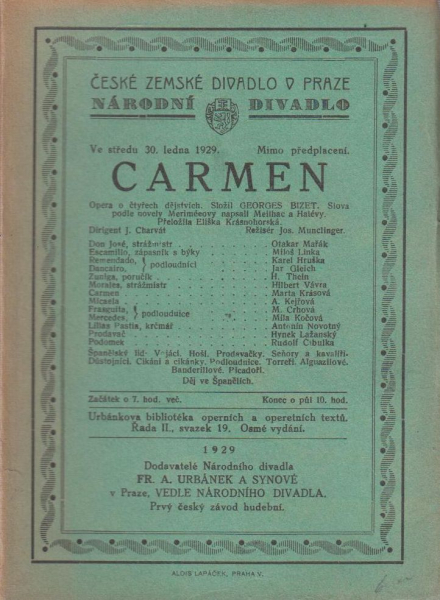 ČESKÉ ZEMSKÉ DIVADLO V PRAZE
NÁRODNÍ DIVADLO
Ve středu 30. ledna 1929. Mimo předplacení.
CARMEN
Opera o čtyřech dějstvích. Složil GEORGES BIZET. Slova
podle novely Meriméeovy napsali Meilhac a Halévy.
Přeložila Eliška Krásnohorská.
Dirigent J. Charvát Režisér Jos. Munclinger.
Don José, strážmistr Otakar Mařák
Escamillo, zápasník s býky Miloš Linka
Remendado, Karel Hruška
Dancairo, } podloudníci Jar Gleich
Zuniga, poručík H. Thein
Morales, strážmistr Hilbert Vávra
Carmen Marta Krásová
Micaela A. Kejřová
Frasquita, M. Crhová
Mercedes, } podloudnice Mila Kočová
Lillas Pastia, krčmář Antonín Novotný
Prodavač Hynek Lažanský
Podomek Rudolf Cibulka
Španělský lid. Vojáci. Hoši. Prodavačky. Seňory a kavalíři.
Důstojníci. Cikáni a cikánky. Podloudníce. Torreři. Alguazilové.
Banderillové. Picadoři.
Děj ve Španělích.
Začátek o 7. hod. več. Konec o půl 10. hod.
Urbánkova bibliotéka operních a operetních textů.
Řada II., svazek 19. Osmé vydání.
1929
Dodavatelé Národního divadla
FR. A. URBÁNEK A SYNOVÉ
v Praze, VEDLE NÁRODNÍHO DIVADLA.
Prvý český závod hudební.
ALOIS LAPÁČEK, PRAHA V.